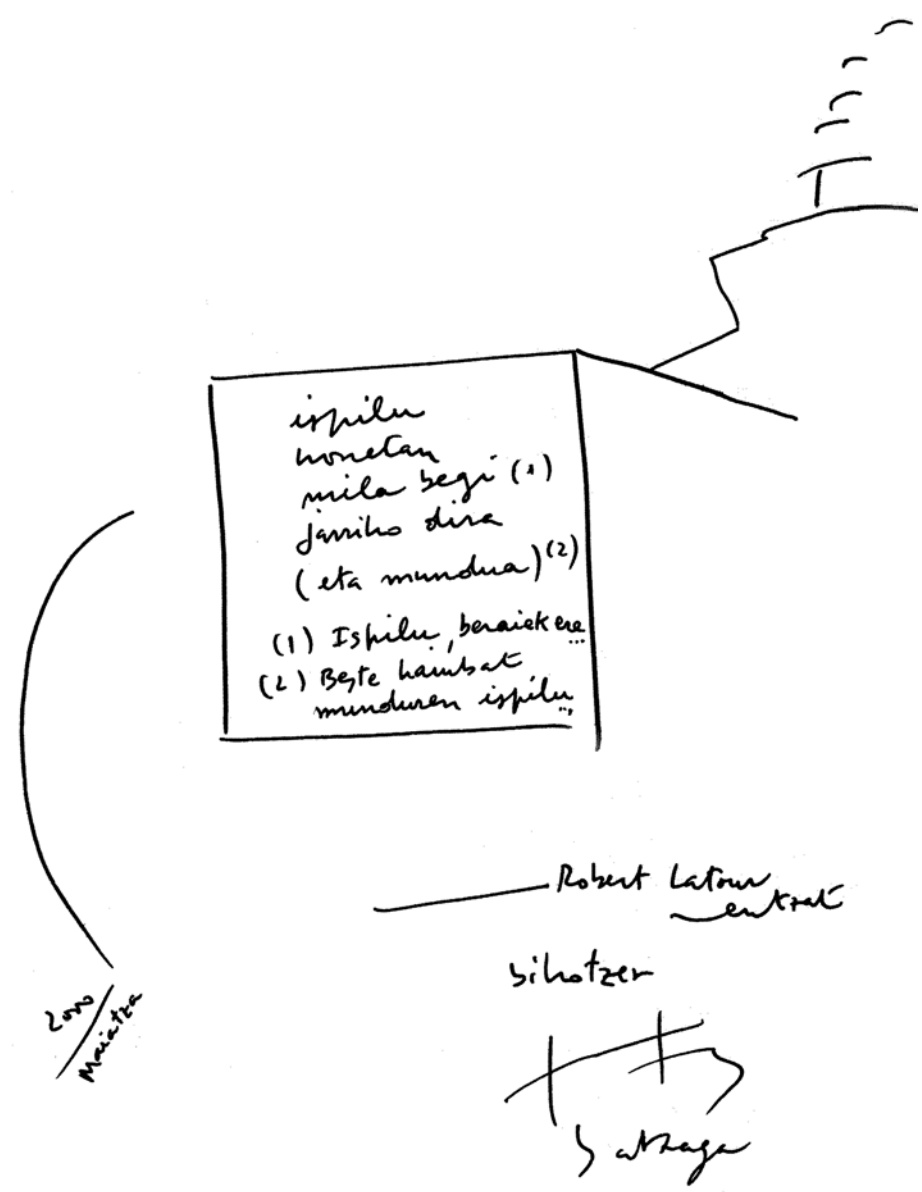 ispilu
honetan
mila begi (1)
jarriko dira
(eta mundua) (2)
(1) Ispilu, beraiek ere...
(2) Beste hainbat
munduren ispilu...
Robert Latour
entzat
bihotzez
Batxaga
2000
Maiatza